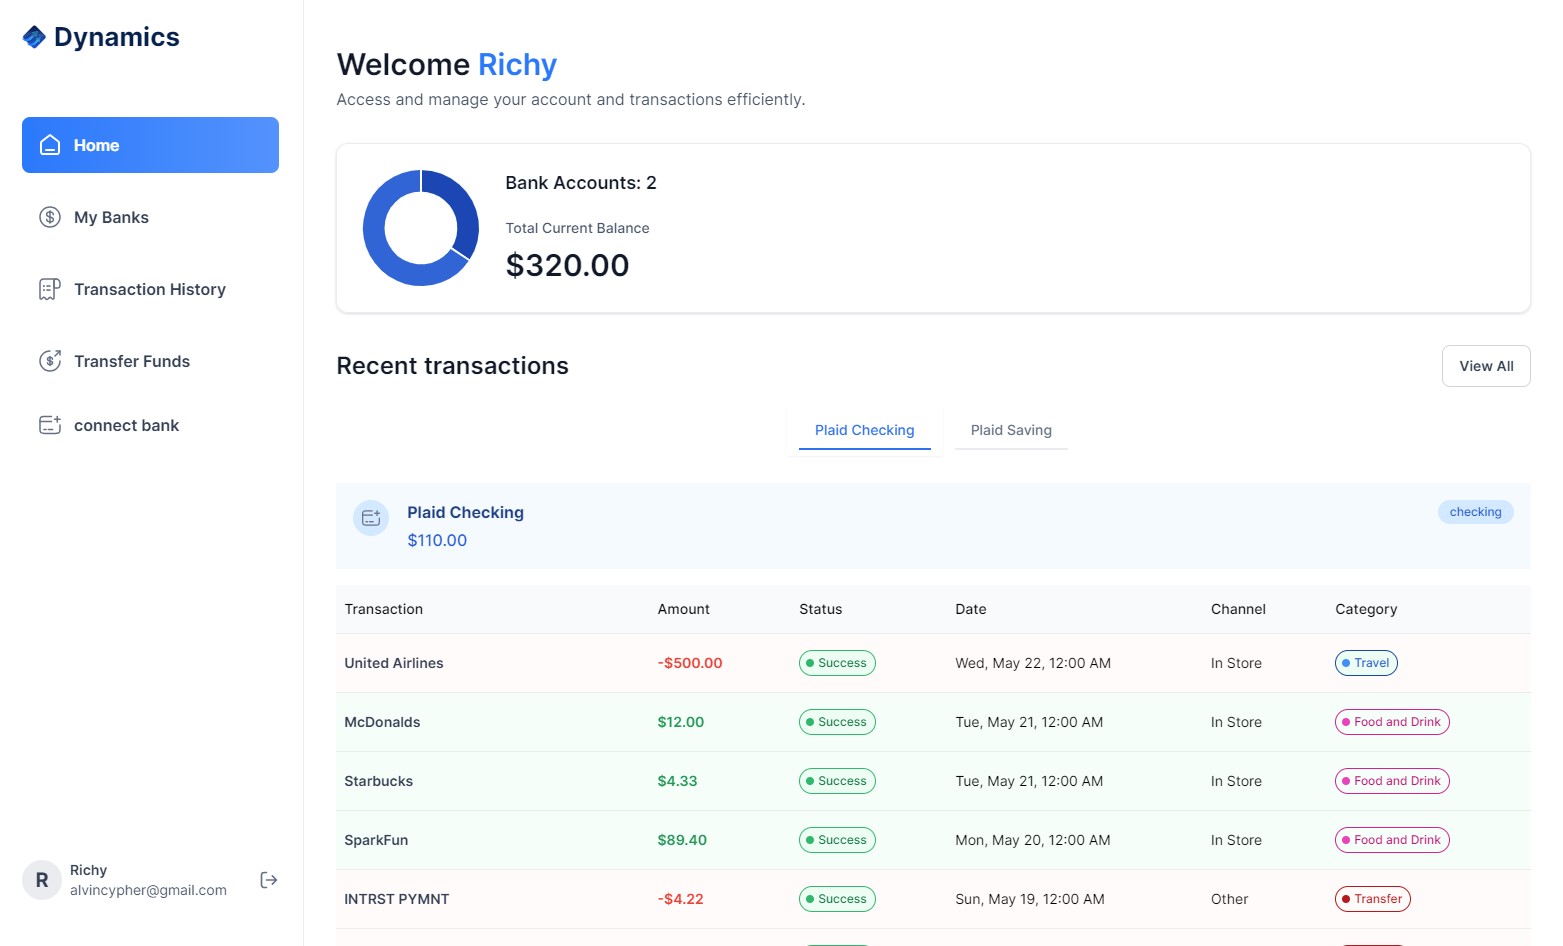 Dynamics
Home
My Banks
Transaction History
Transfer Funds
connect bank
R
Richy
alvincypher@gmail.com
Welcome Richy
Access and manage your account and transactions efficiently.
Bank Accounts: 2
Total Current Balance
$320.00
Recent transactions
View All
Plaid Checking Plaid Saving
Plaid Checking
checking
$110.00
Transaction Amount Status Date Channel Category
United Airlines -$500.00 Success Wed, May 22, 12:00 AM In Store Travel
McDonalds $12.00 Success Tue, May 21, 12:00 AM In Store Food and Drink
Starbucks $4.33 Success Tue, May 21, 12:00 AM In Store Food and Drink
SparkFun $89.40 Success Mon, May 20, 12:00 AM In Store Food and Drink
INTRST PYMNT -$4.22 Success Sun, May 19, 12:00 AM Other Transfer